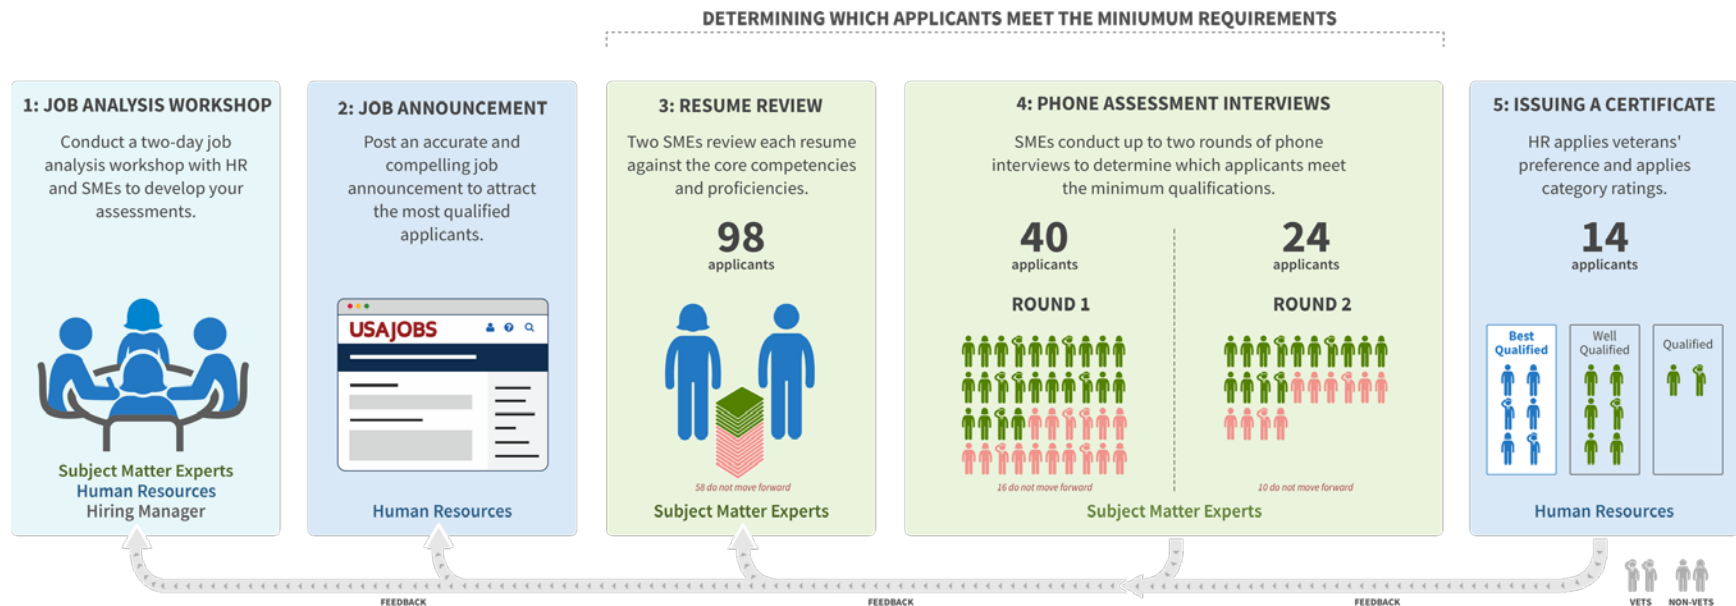 DETERMINING WHICH APPLICANTS MEET THE MINIUMUM REQUIREMENTS
1: JOB ANALYSIS WORKSHOP
Conduct a two-day job
analysis workshop with HR
and SMEs to develop your
assessments.
Subject Matter Experts
Human Resources
Hiring Manager
2: JOB ANNOUNCEMENT
Post an accurate and
compelling job
announcement to attract
the most qualified
applicants.
USAJOBS
Human Resources
3: RESUME REVIEW
Two SMEs review each resume
against the core competencies
and proficiencies.
98
applicants
58 do not move forward
Subject Matter Experts
4: PHONE ASSESSMENT INTERVIEWS
SMEs conduct up to two rounds of phone
interviews to determine which applicants meet
the minimum qualifications.
40
applicants
ROUND 1
16 do not move forward
24
applicants
ROUND 2
10 do not move forward
Subject Matter Experts
5: ISSUING A CERTIFICATE
HR applies veterans'
preference and applies
category ratings.
14
applicants
Best
Qualified
Well
Qualified
Qualified
Human Resources
FEEDBACK
FEEDBACK
FEEDBACK
VETS
NON-VETS